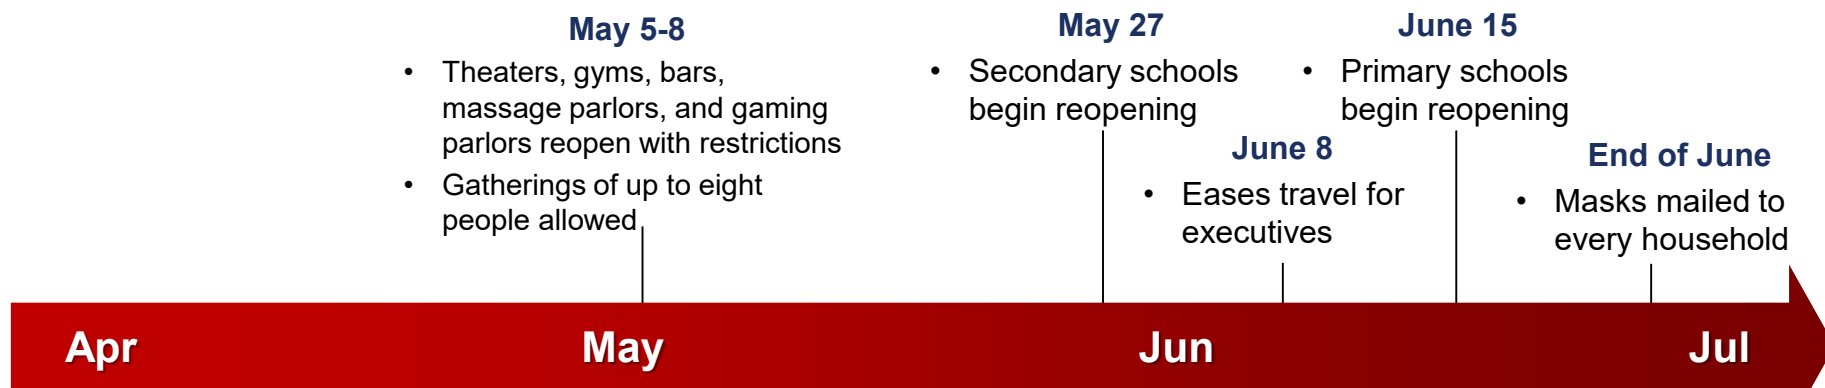 May 5-8
• Theaters, gyms, bars,
massage parlors, and gaming
parlors reopen with restrictions
• Gatherings of up to eight
people allowed
May 27
• Secondary schools
begin reopening
June 8
• Eases travel for
executives
June 15
• Primary schools
begin reopening
End of June
• Masks mailed to
every household
Apr
May
Jun
Jul